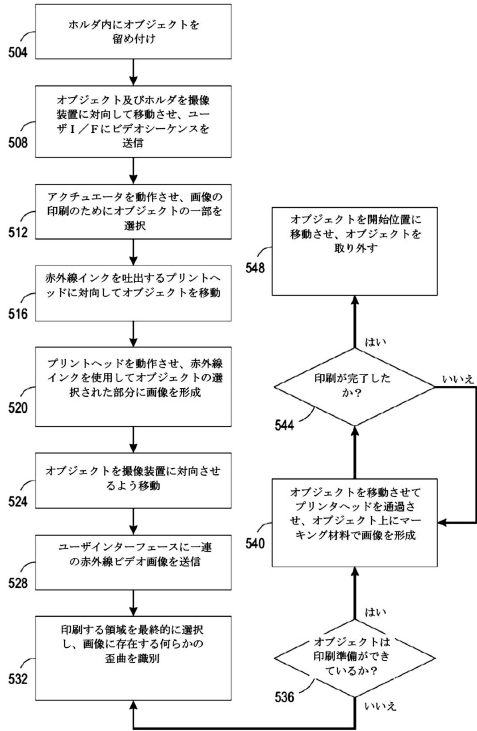 ホルダ内にオブジェクトを
留め付け
504
オブジェクト及びホルダを撮像
装置に対向して移動させ、ユー
ザI/Fにビデオシーケンスを
送信
508
アクチュエータを動作させ、画像の
印刷のためにオブジェクトの一部を
選択
512
赤外線インクを吐出するプリントヘ
ッドに対向してオブジェクトを移動
516
プリントヘッドを動作させ、赤外線
インクを使用してオブジェクトの選
択された部分に画像を形成
520
オブジェクトを撮像装置に対向させ
るよう移動
524
ユーザインターフェースに一連
の赤外線ビデオ画像を送信
528
印刷する領域を最終的に選択
し、画像に存在する何らかの
歪曲を識別
532
オブジェクトは
印刷準備ができ
ているか?
536
いいえ
はい
オブジェクトを移動させて
プリンタヘッドを通過さ
せ、オブジェクト上にマー
キング材料で画像を形成
540
印刷が完了した
か?
544
いいえ
はい
オブジェクトを開始位置に
移動させ、オブジェクトを
取り外す
548